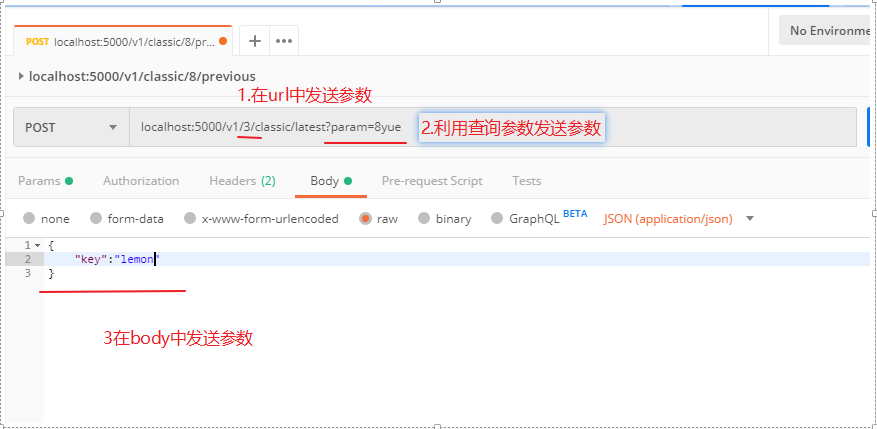 POST localhost:5000/v1/classic/8/pr... + ••• No Environme
localhost:5000/v1/classic/8/previous
1.在url中发送参数
POST localhost:5000/v1/3/classic/latest?param=8yue 2.利用查询参数发送参数
Params Authorization Headers (2) Body Pre-request Script Tests
none form-data x-www-form-urlencoded raw binary GraphQL BETA JSON (application/json)
1 {
2 "key":"lemon"
3 }
3在body中发送参数